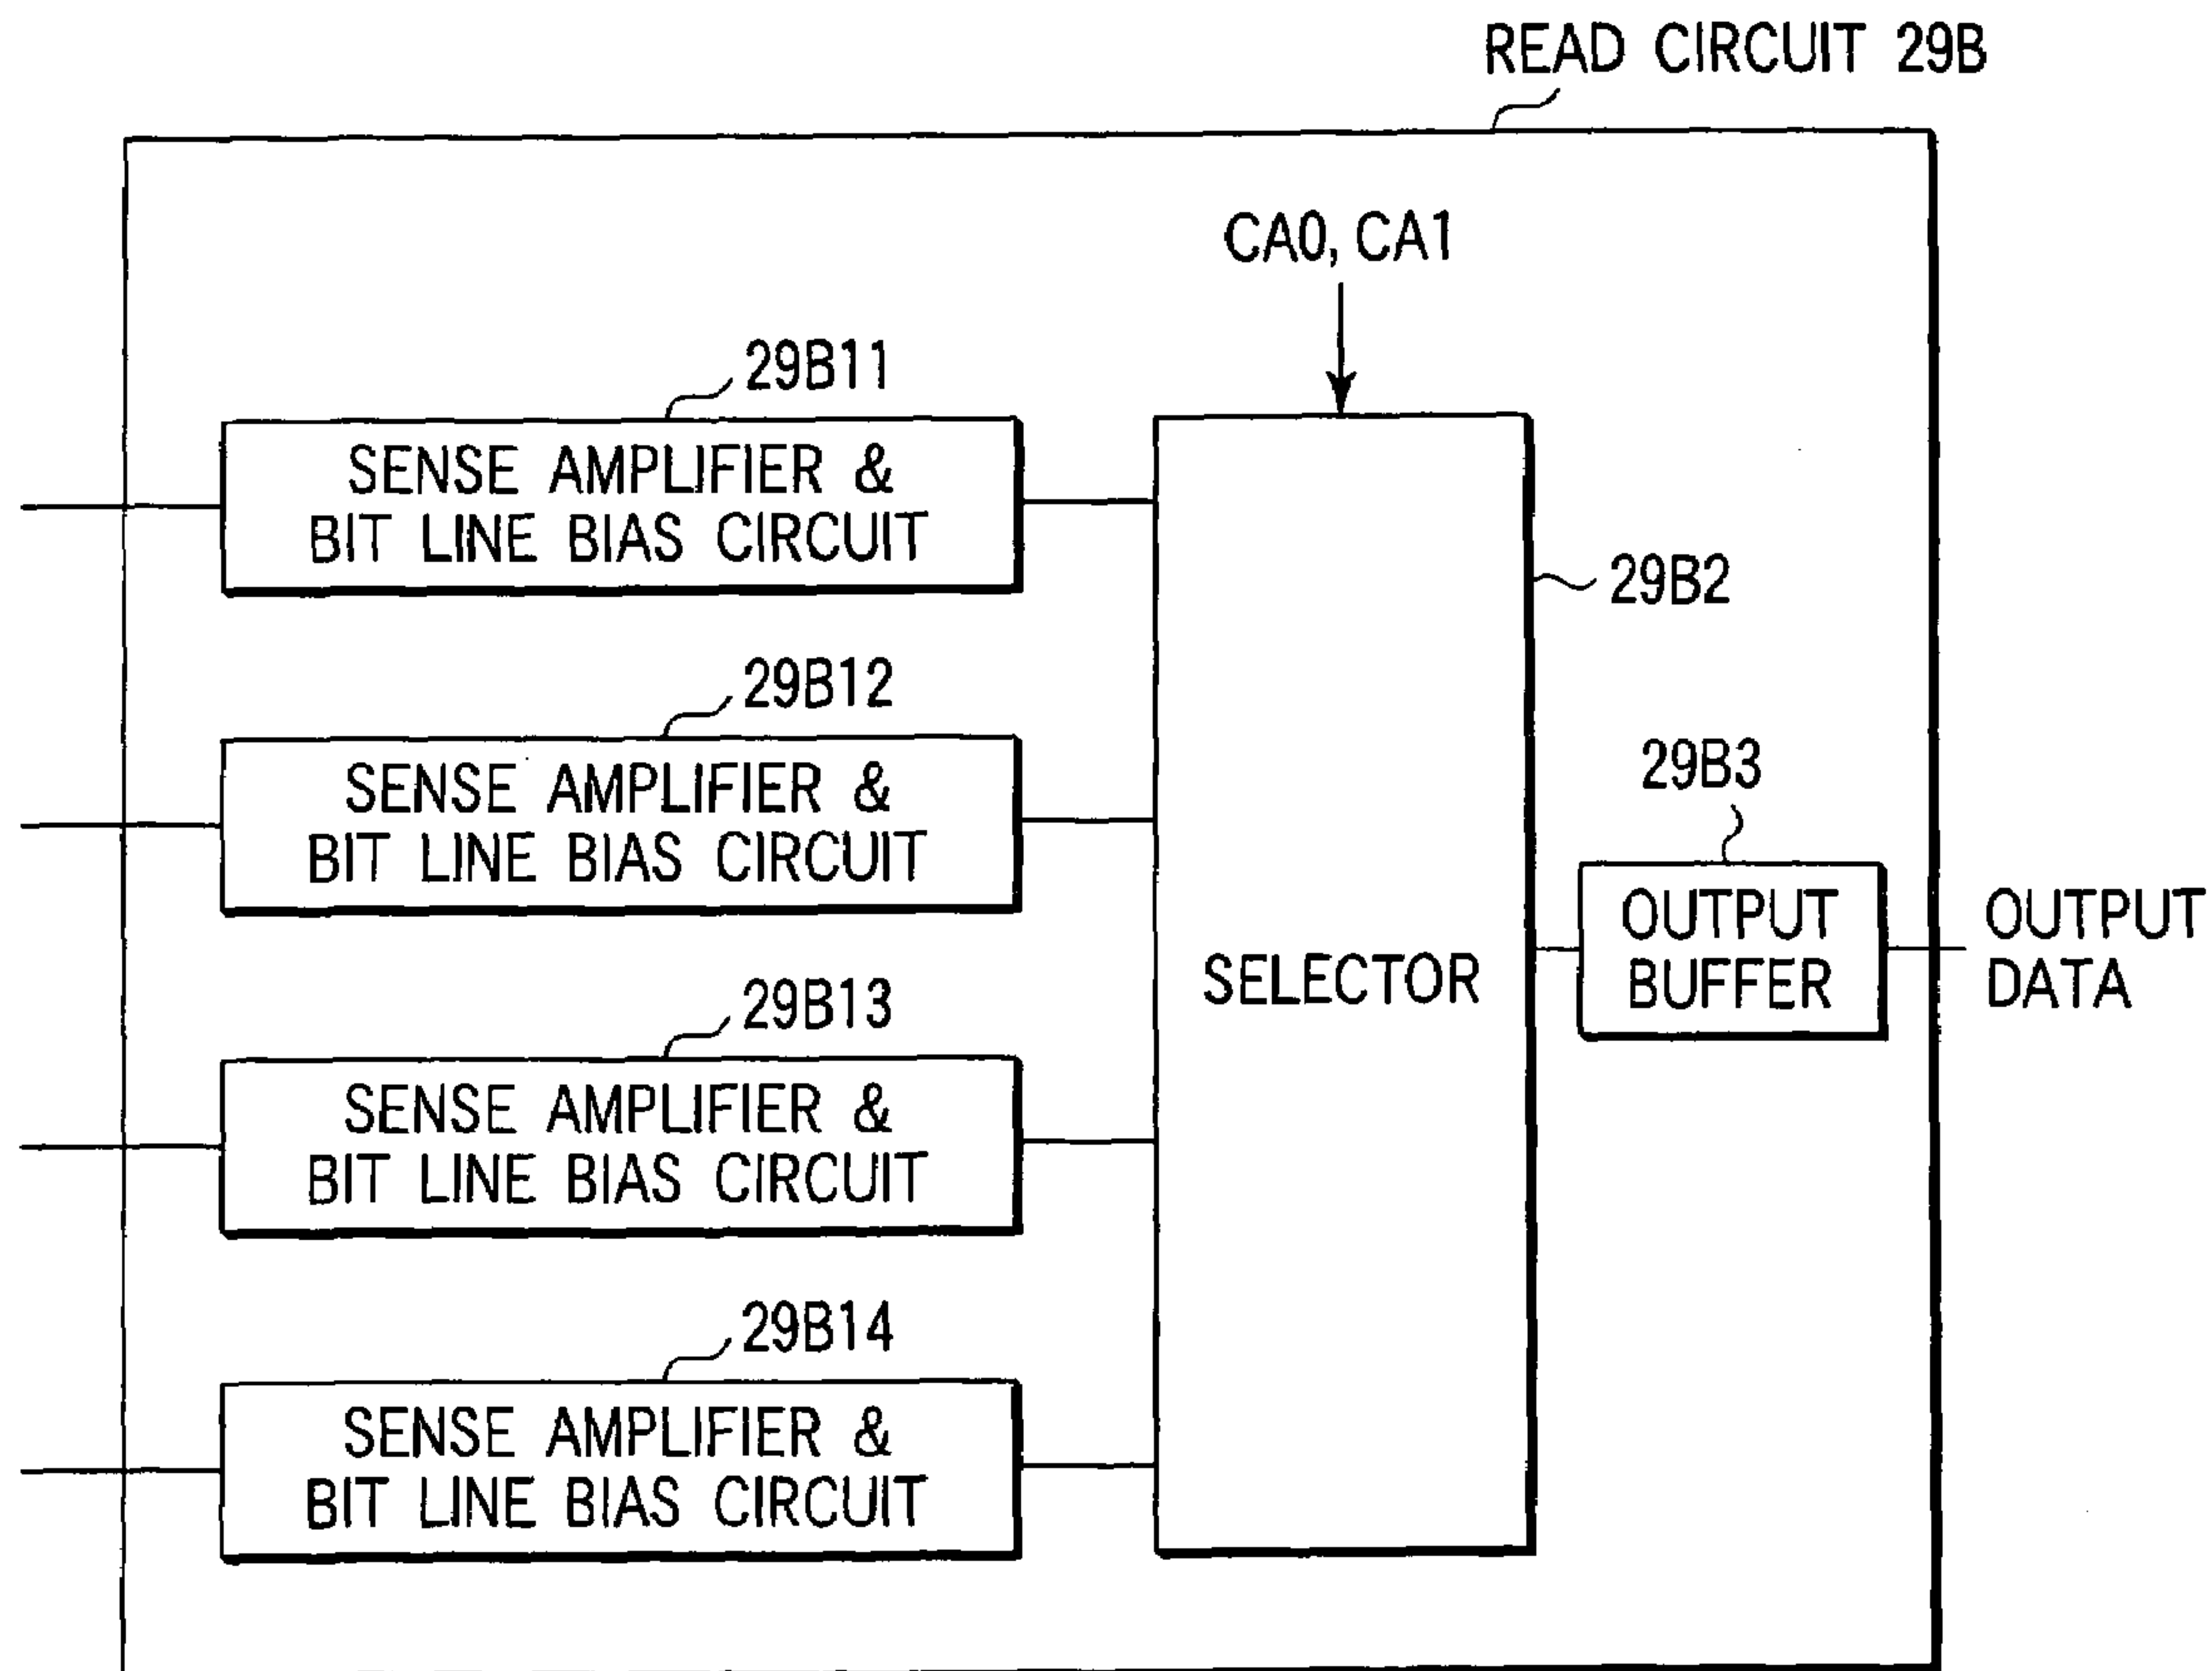 READ CIRCUIT 29B
CA0, CA1
29B11
SENSE AMPLIFIER &
BIT LINE BIAS CIRCUIT
29B2
29B12
SENSE AMPLIFIER &
BIT LINE BIAS CIRCUIT
29B3
OUTPUT
BUFFER
OUTPUT
DATA
SELECTOR
29B13
SENSE AMPLIFIER &
BIT LINE BIAS CIRCUIT
29B14
SENSE AMPLIFIER &
BIT LINE BIAS CIRCUIT